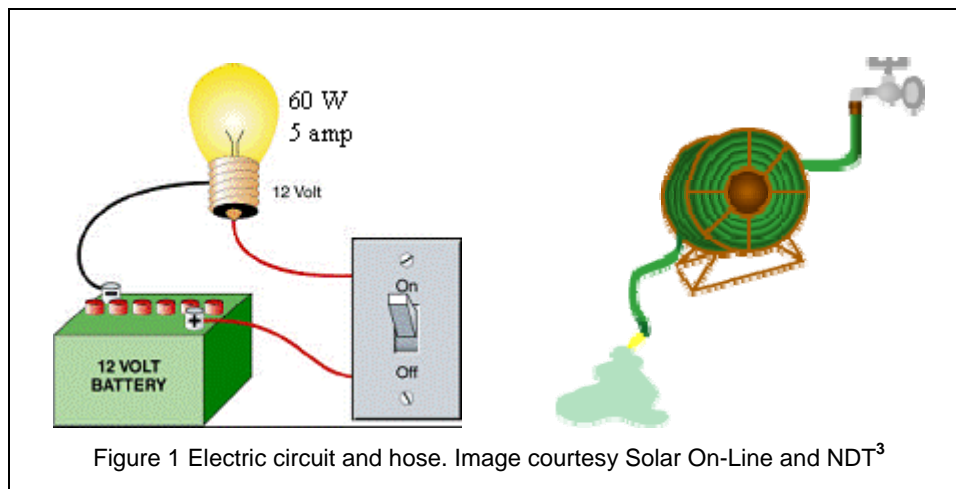 60 W
5 amp
12 Volt
On
Off
−
+
12 VOLT
BATTERY
Figure 1 Electric circuit and hose. Image courtesy Solar On-Line and NDT³